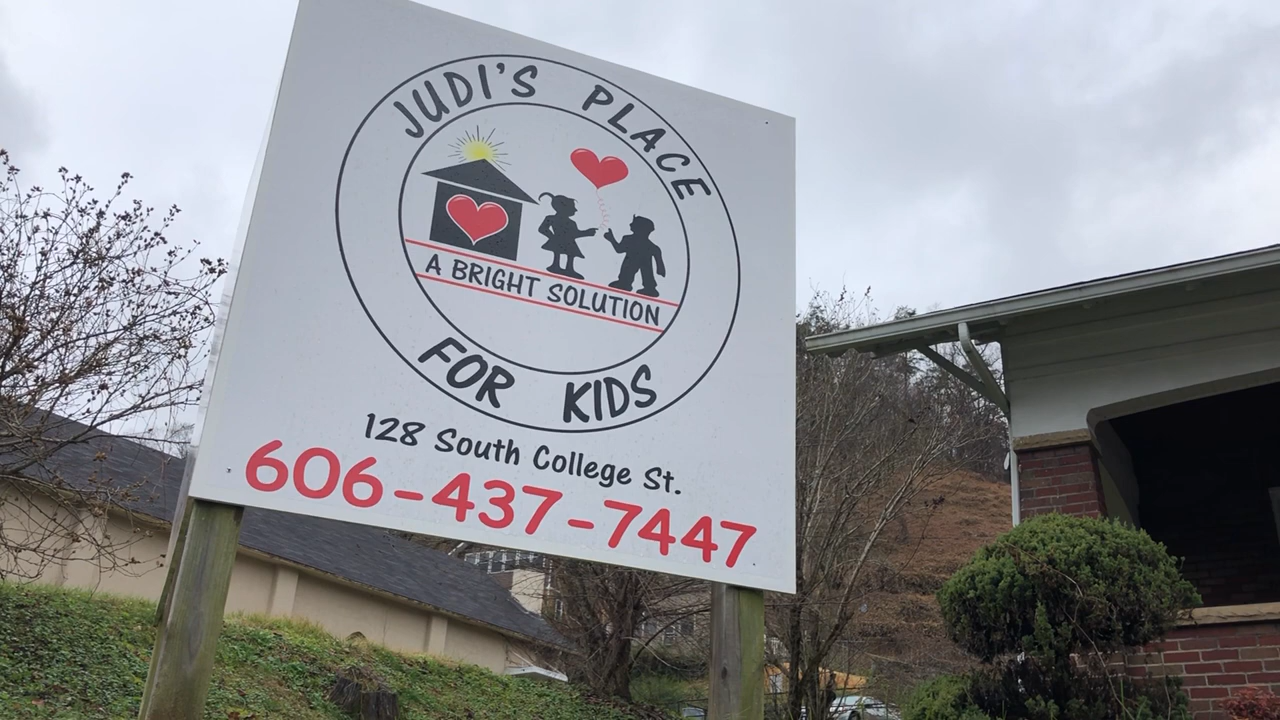 JUDI'S PLACE
A BRIGHT SOLUTION
FOR KIDS
128 South College St.
606-437-7447